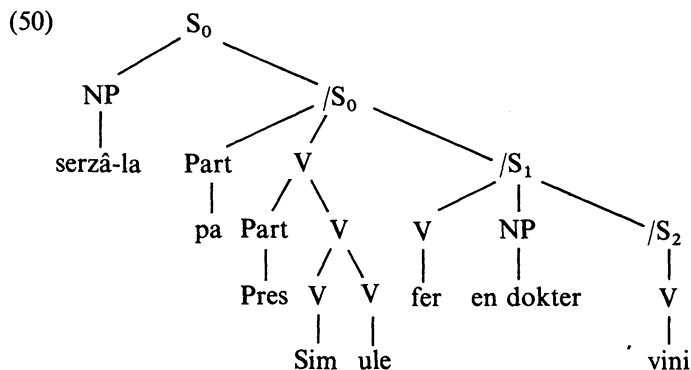 (50) S₀
NP /S₀
serzâ-la Part V /S₁
pa Part V V NP /S₂
Pres V V fer en dokter V
Sim ule vini